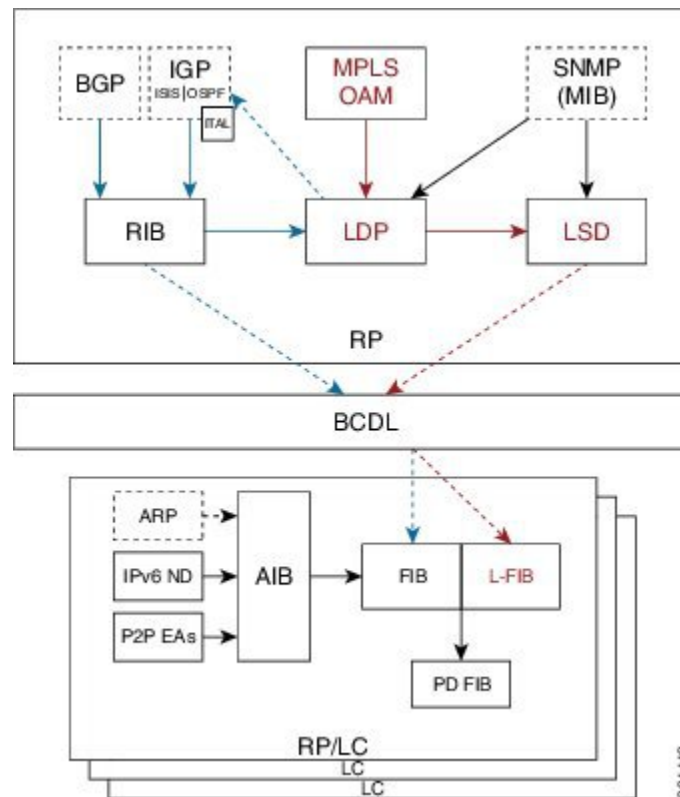 BGP
IGP
ISIS|OSPF
ITAL
MPLS
OAM
SNMP
(MIB)
RIB
LDP
LSD
RP
BCDL
ARP
IPv6 ND
P2P EAs
AIB
FIB
L-FIB
PD FIB
RP/LC
LC
LC